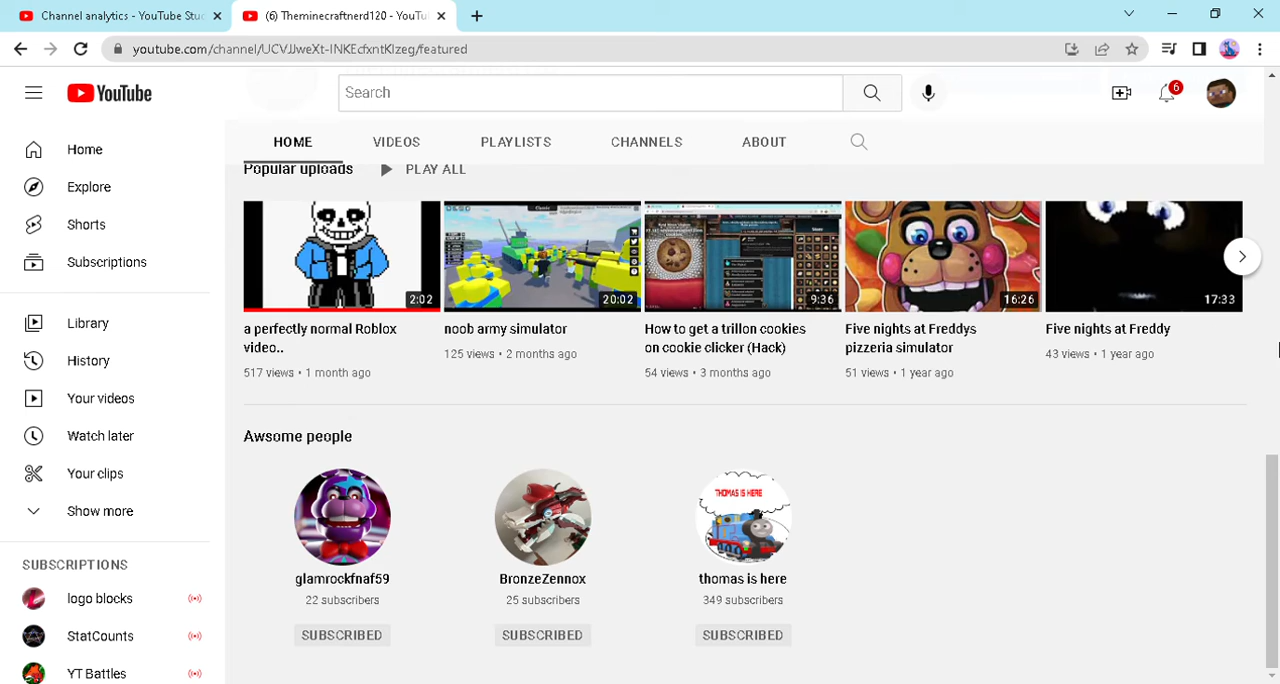 Channel analytics - YouTube Stud
(6) Theminecraftnerd120 - YouTu
youtube.com/channel/UCVJJweXt-INKEcfxntKIzeg/featured
YouTube
Search
6
HOME
VIDEOS
PLAYLISTS
CHANNELS
ABOUT
Home
Explore
Shorts
Subscriptions
Library
History
Your videos
Watch later
Your clips
Show more
SUBSCRIPTIONS
logo blocks
StatCounts
YT Battles
Popular uploads
PLAY ALL
2:02
a perfectly normal Roblox
video..
517 views • 1 month ago
20:02
noob army simulator
125 views • 2 months ago
9:36
How to get a trillon cookies
on cookie clicker (Hack)
54 views • 3 months ago
16:26
Five nights at Freddys
pizzeria simulator
51 views • 1 year ago
17:33
Five nights at Freddy
43 views • 1 year ago
Awsome people
glamrockfnaf59
22 subscribers
SUBSCRIBED
BronzeZennox
25 subscribers
SUBSCRIBED
THOMAS IS HERE
thomas is here
349 subscribers
SUBSCRIBED